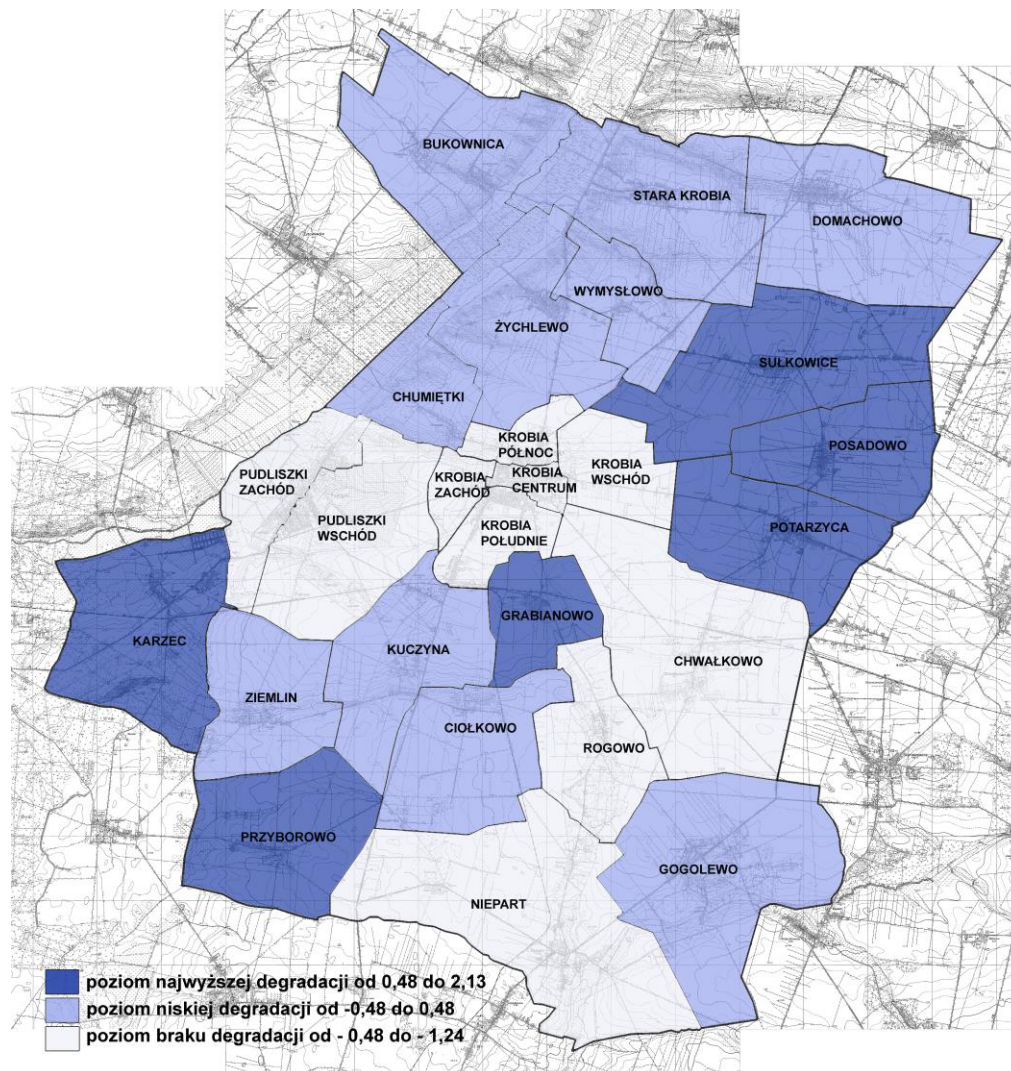 BUKOWNICA
STARA KROBIA
DOMACHOWO
WYMYSŁOWO
ŻYCHLEWO
SUŁKOWICE
CHUMIĘTKI
KROBIA
PÓŁNOC
POSADOWO
PUDLISZKI
ZACHÓD
KROBIA
ZACHÓD
KROBIA
CENTRUM
KROBIA
WSCHÓD
PUDLISZKI
WSCHÓD
KROBIA
POŁUDNIE
POTARZYCA
GRABIANOWO
KARZEC
KUCZYNA
CHWAŁKOWO
ZIEMLIN
CIOŁKOWO
ROGOWO
PRZYBOROWO
GOGOLEWO
NIEPART
poziom najwyższej degradacji od 0,48 do 2,13
poziom niskiej degradacji od -0,48 do 0,48
poziom braku degradacji od - 0,48 do - 1,24